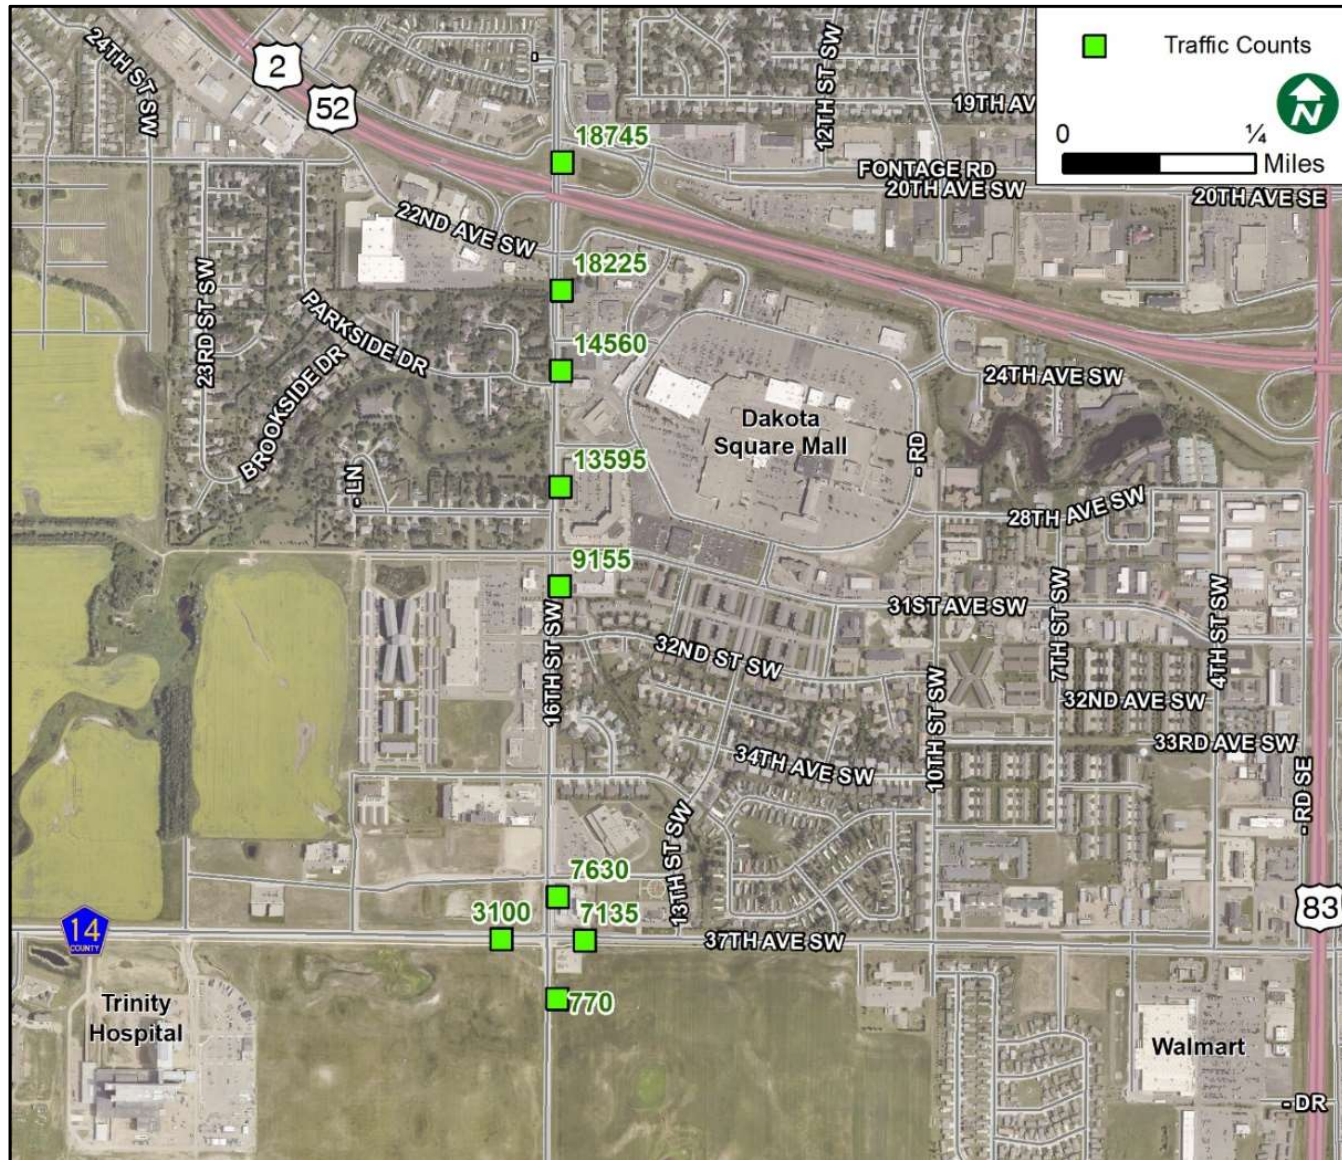 Traffic Counts
N
0 ¼
Miles
24TH ST SW
2
52
12TH ST SW
19TH AV
18745
FONTAGE RD
20TH AVE SW
20TH AVE SE
22ND AVE SW
18225
23RD ST SW
PARKSIDE DR
14560
24TH AVE SW
BROOKSIDE DR
Dakota
Square Mall
- RD
13595
- LN
28TH AVE SW
9155
31ST AVE SW
16TH ST SW
32ND ST SW
10TH ST SW
7TH ST SW
4TH ST SW
32ND AVE SW
33RD AVE SW
34TH AVE SW
- RD SE
13TH ST SW
7630
3100
7135
14
COUNTY
37TH AVE SW
83
770
Trinity
Hospital
Walmart
- DR